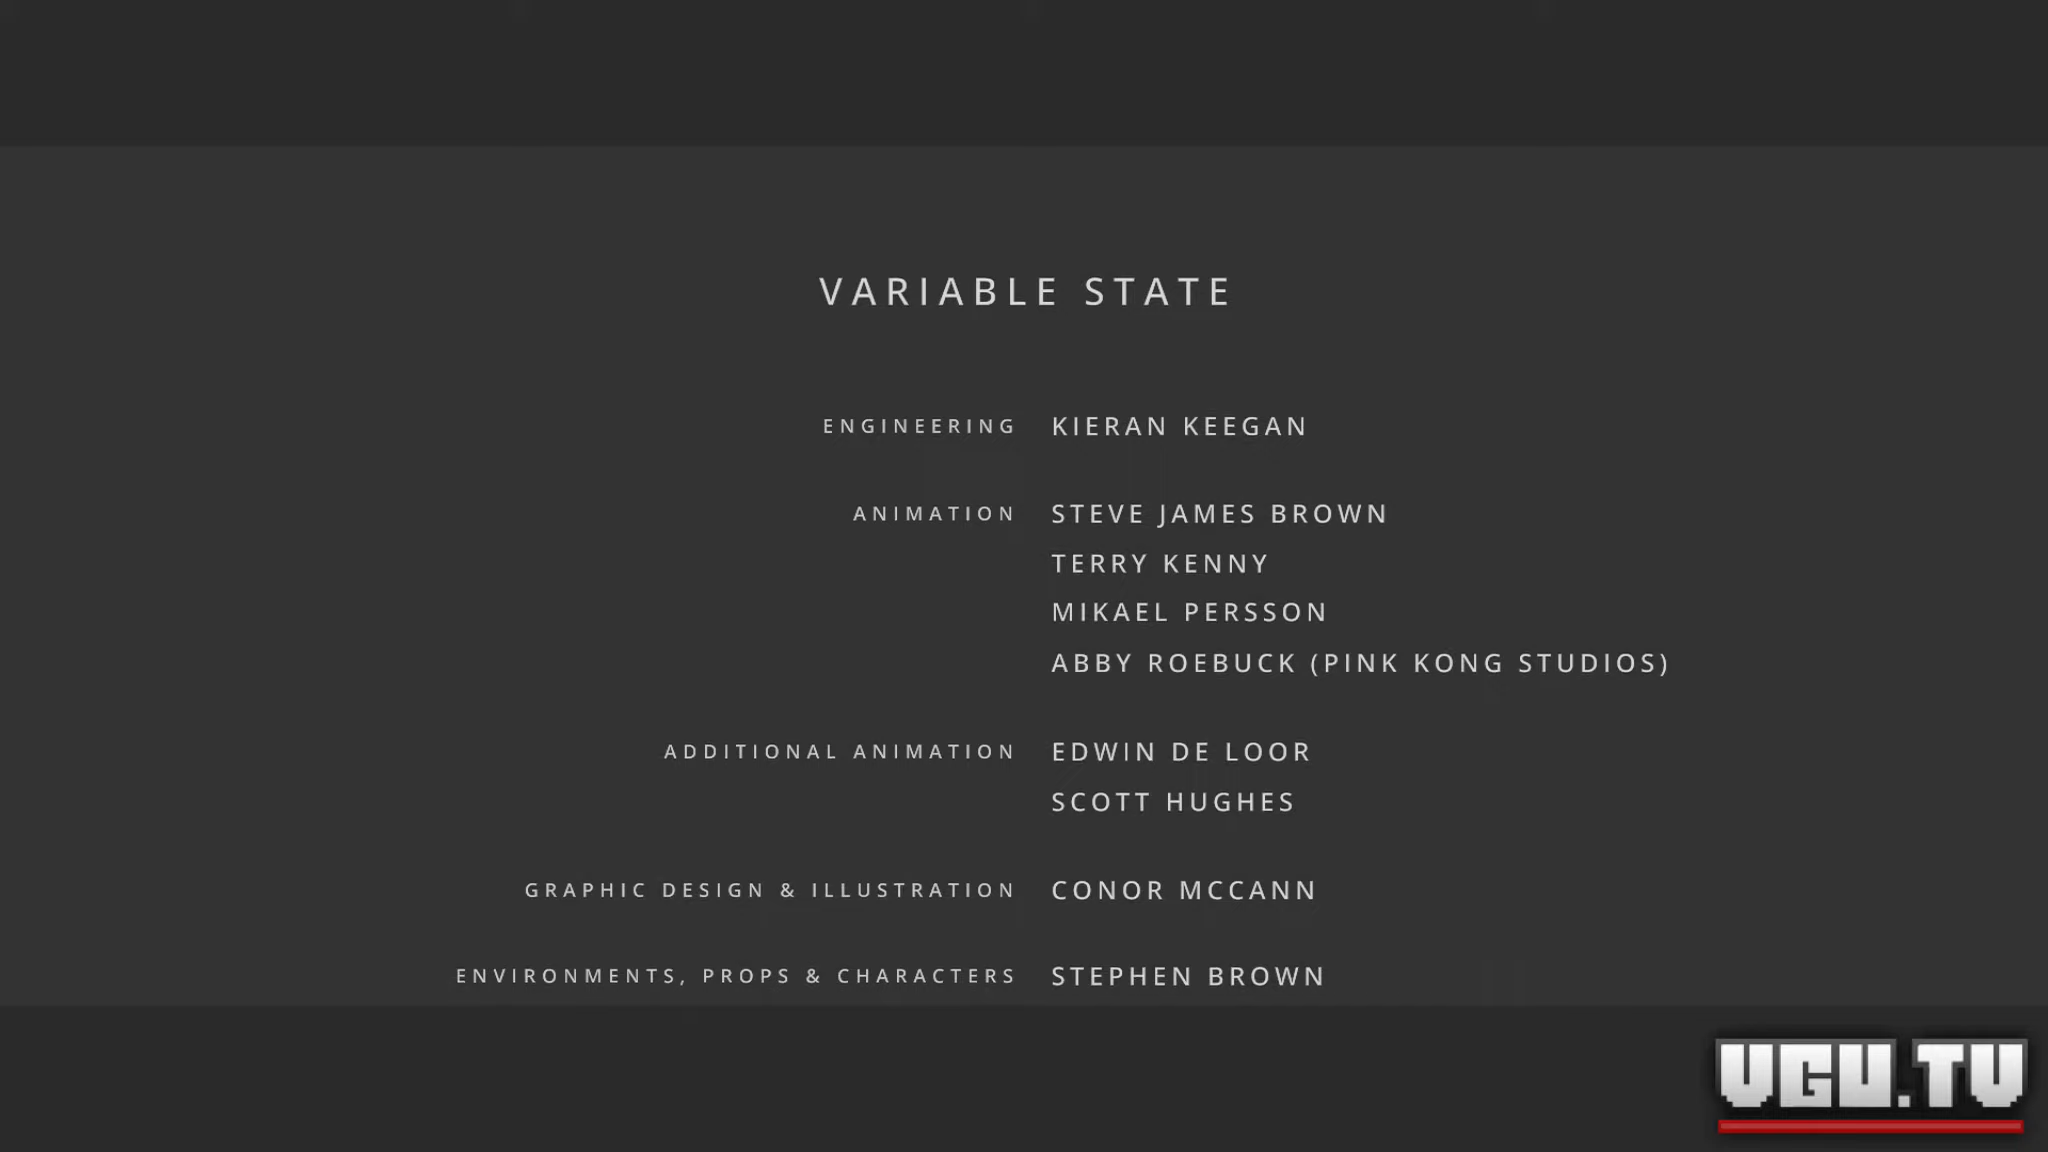 VARIABLE STATE
ENGINEERING KIERAN KEEGAN
ANIMATION STEVE JAMES BROWN
TERRY KENNY
MIKAEL PERSSON
ABBY ROEBUCK (PINK KONG STUDIOS)
ADDITIONAL ANIMATION EDWIN DE LOOR
SCOTT HUGHES
GRAPHIC DESIGN & ILLUSTRATION CONOR MCCANN
ENVIRONMENTS, PROPS & CHARACTERS STEPHEN BROWN
VGU.TV